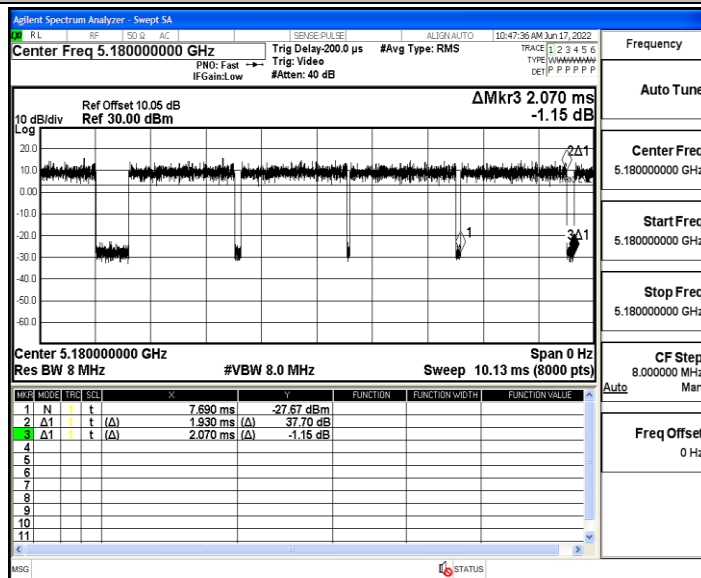 Agilent Spectrum Analyzer - Swept SA
RL RF 50 Ω AC SENSE:PULSE ALIGN AUTO 10:47:36 AM Jun 17, 2022
Center Freq 5.180000000 GHz
PNO: Fast
IFGain:Low
Trig Delay-200.0 µs
Trig: Video
#Atten: 40 dB
#Avg Type: RMS
TRACE 1 2 3 4 5 6
TYPE
DET P P P P P P
ΔMkr3 2.070 ms
-1.15 dB
Ref Offset 10.05 dB
10 dB/div Ref 30.00 dBm
Log
20.0
10.0
0.00
-10.0
-20.0
-30.0
-40.0
-50.0
-60.0
2Δ1
1
3Δ1
Center 5.180000000 GHz Span 0 Hz
Res BW 8 MHz #VBW 8.0 MHz Sweep 10.13 ms (8000 pts)
MKR MODE TRC SCL X Y FUNCTION FUNCTION WIDTH FUNCTION VALUE
1 N t 7.690 ms -27.67 dBm
2 Δ1 t (Δ) 1.930 ms (Δ) 37.70 dB
3 Δ1 t (Δ) 2.070 ms (Δ) -1.15 dB
4
5
6
7
8
9
10
11
MSG STATUS
Frequency
Auto Tune
Center Freq
5.180000000 GHz
Start Freq
5.180000000 GHz
Stop Freq
5.180000000 GHz
CF Step
8.000000 MHz
Auto Man
Freq Offset
0 Hz